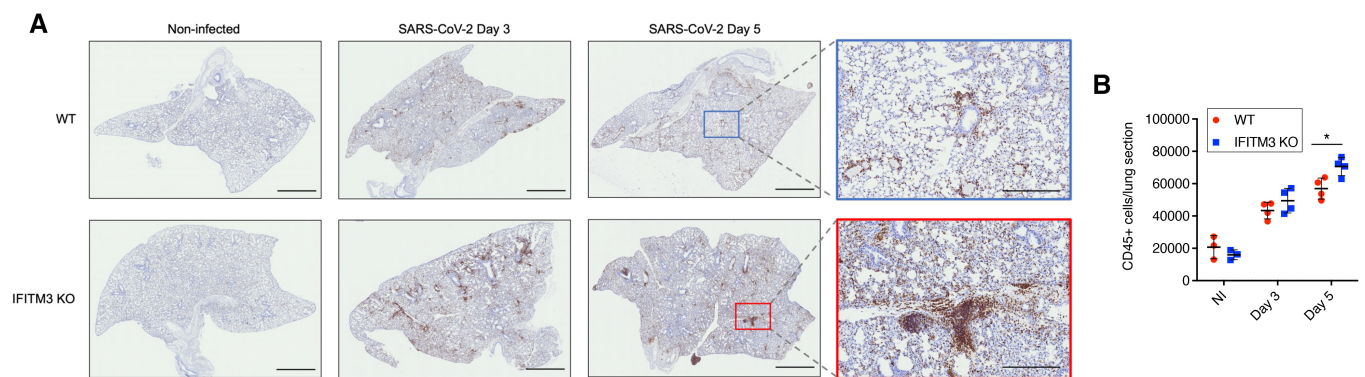 A
Non-infected
SARS-CoV-2 Day 3
SARS-CoV-2 Day 5
WT
IFITM3 KO
B
CD45+ cells/lung section
100000
80000
60000
40000
20000
0
WT
IFITM3 KO
*
NI
Day 3
Day 5